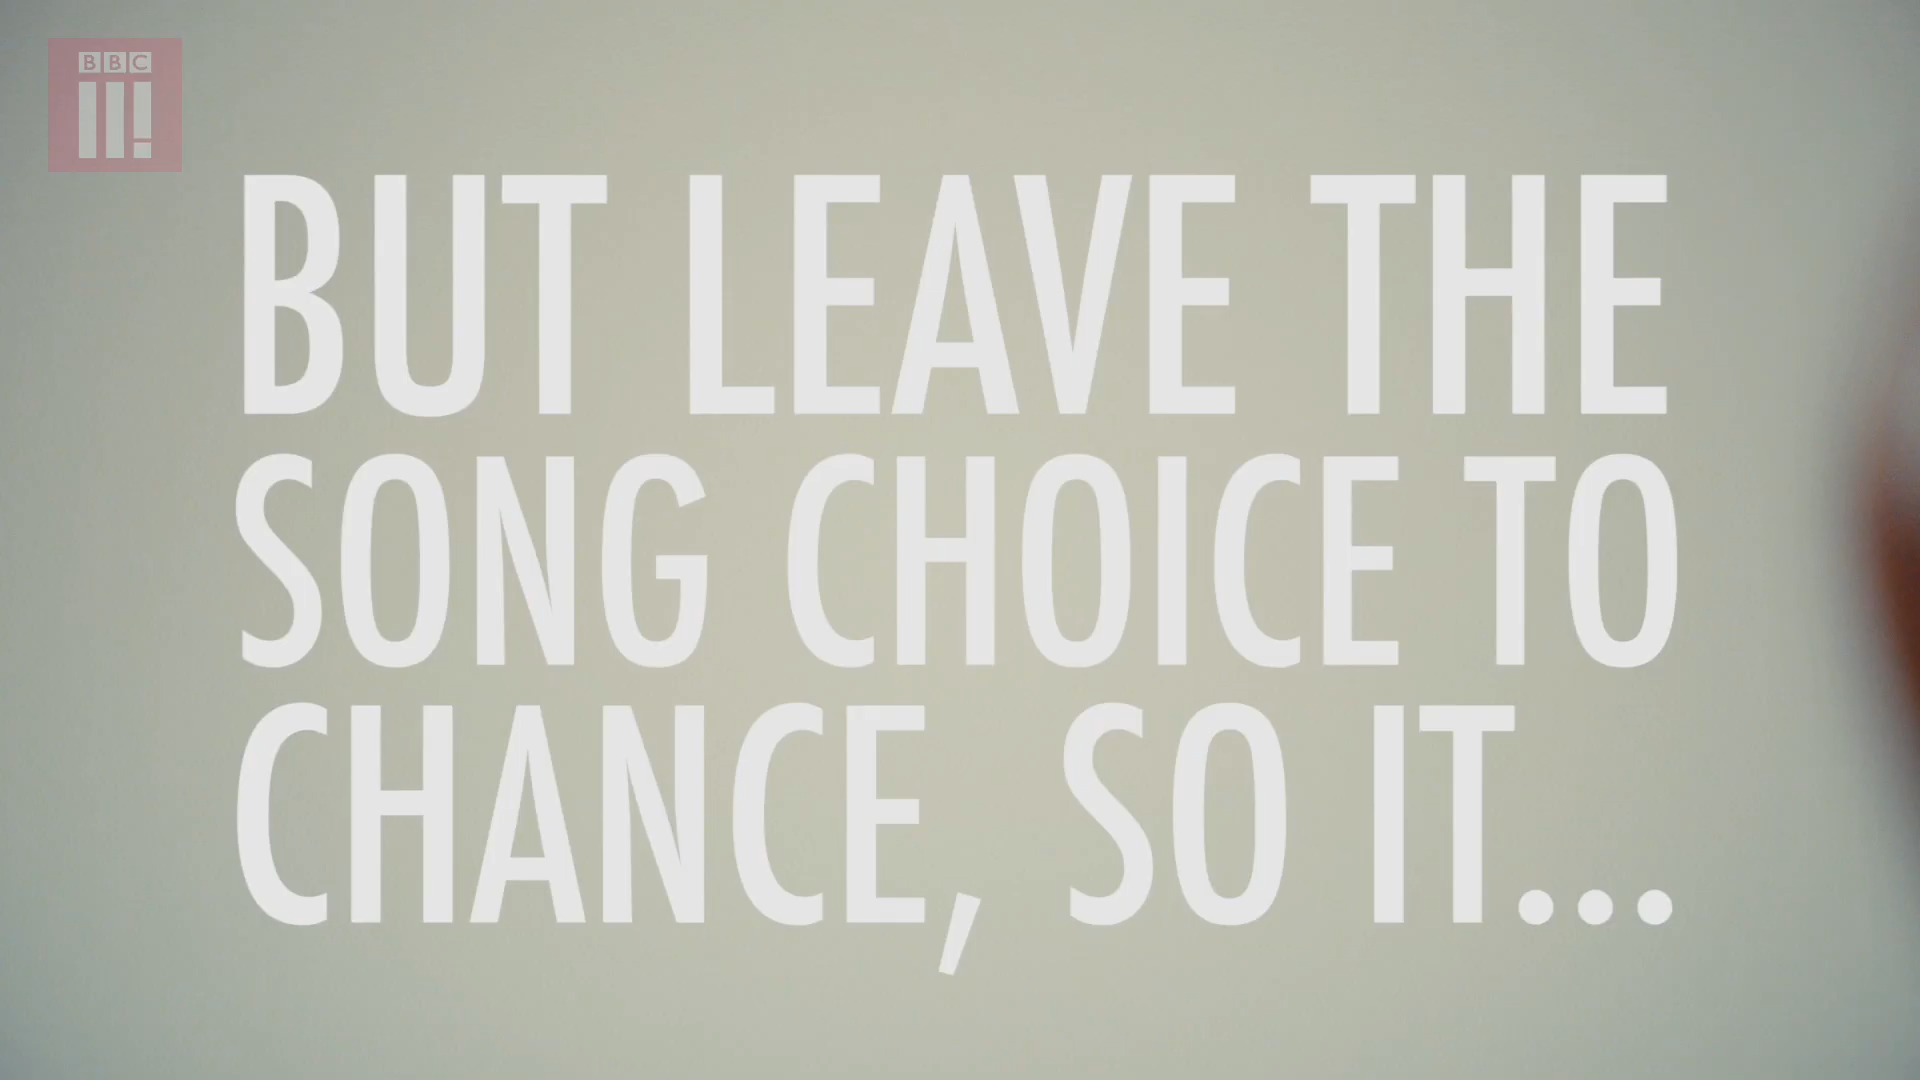 BBC
BUT LEAVE THE
SONG CHOICE TO
CHANCE, SO IT...